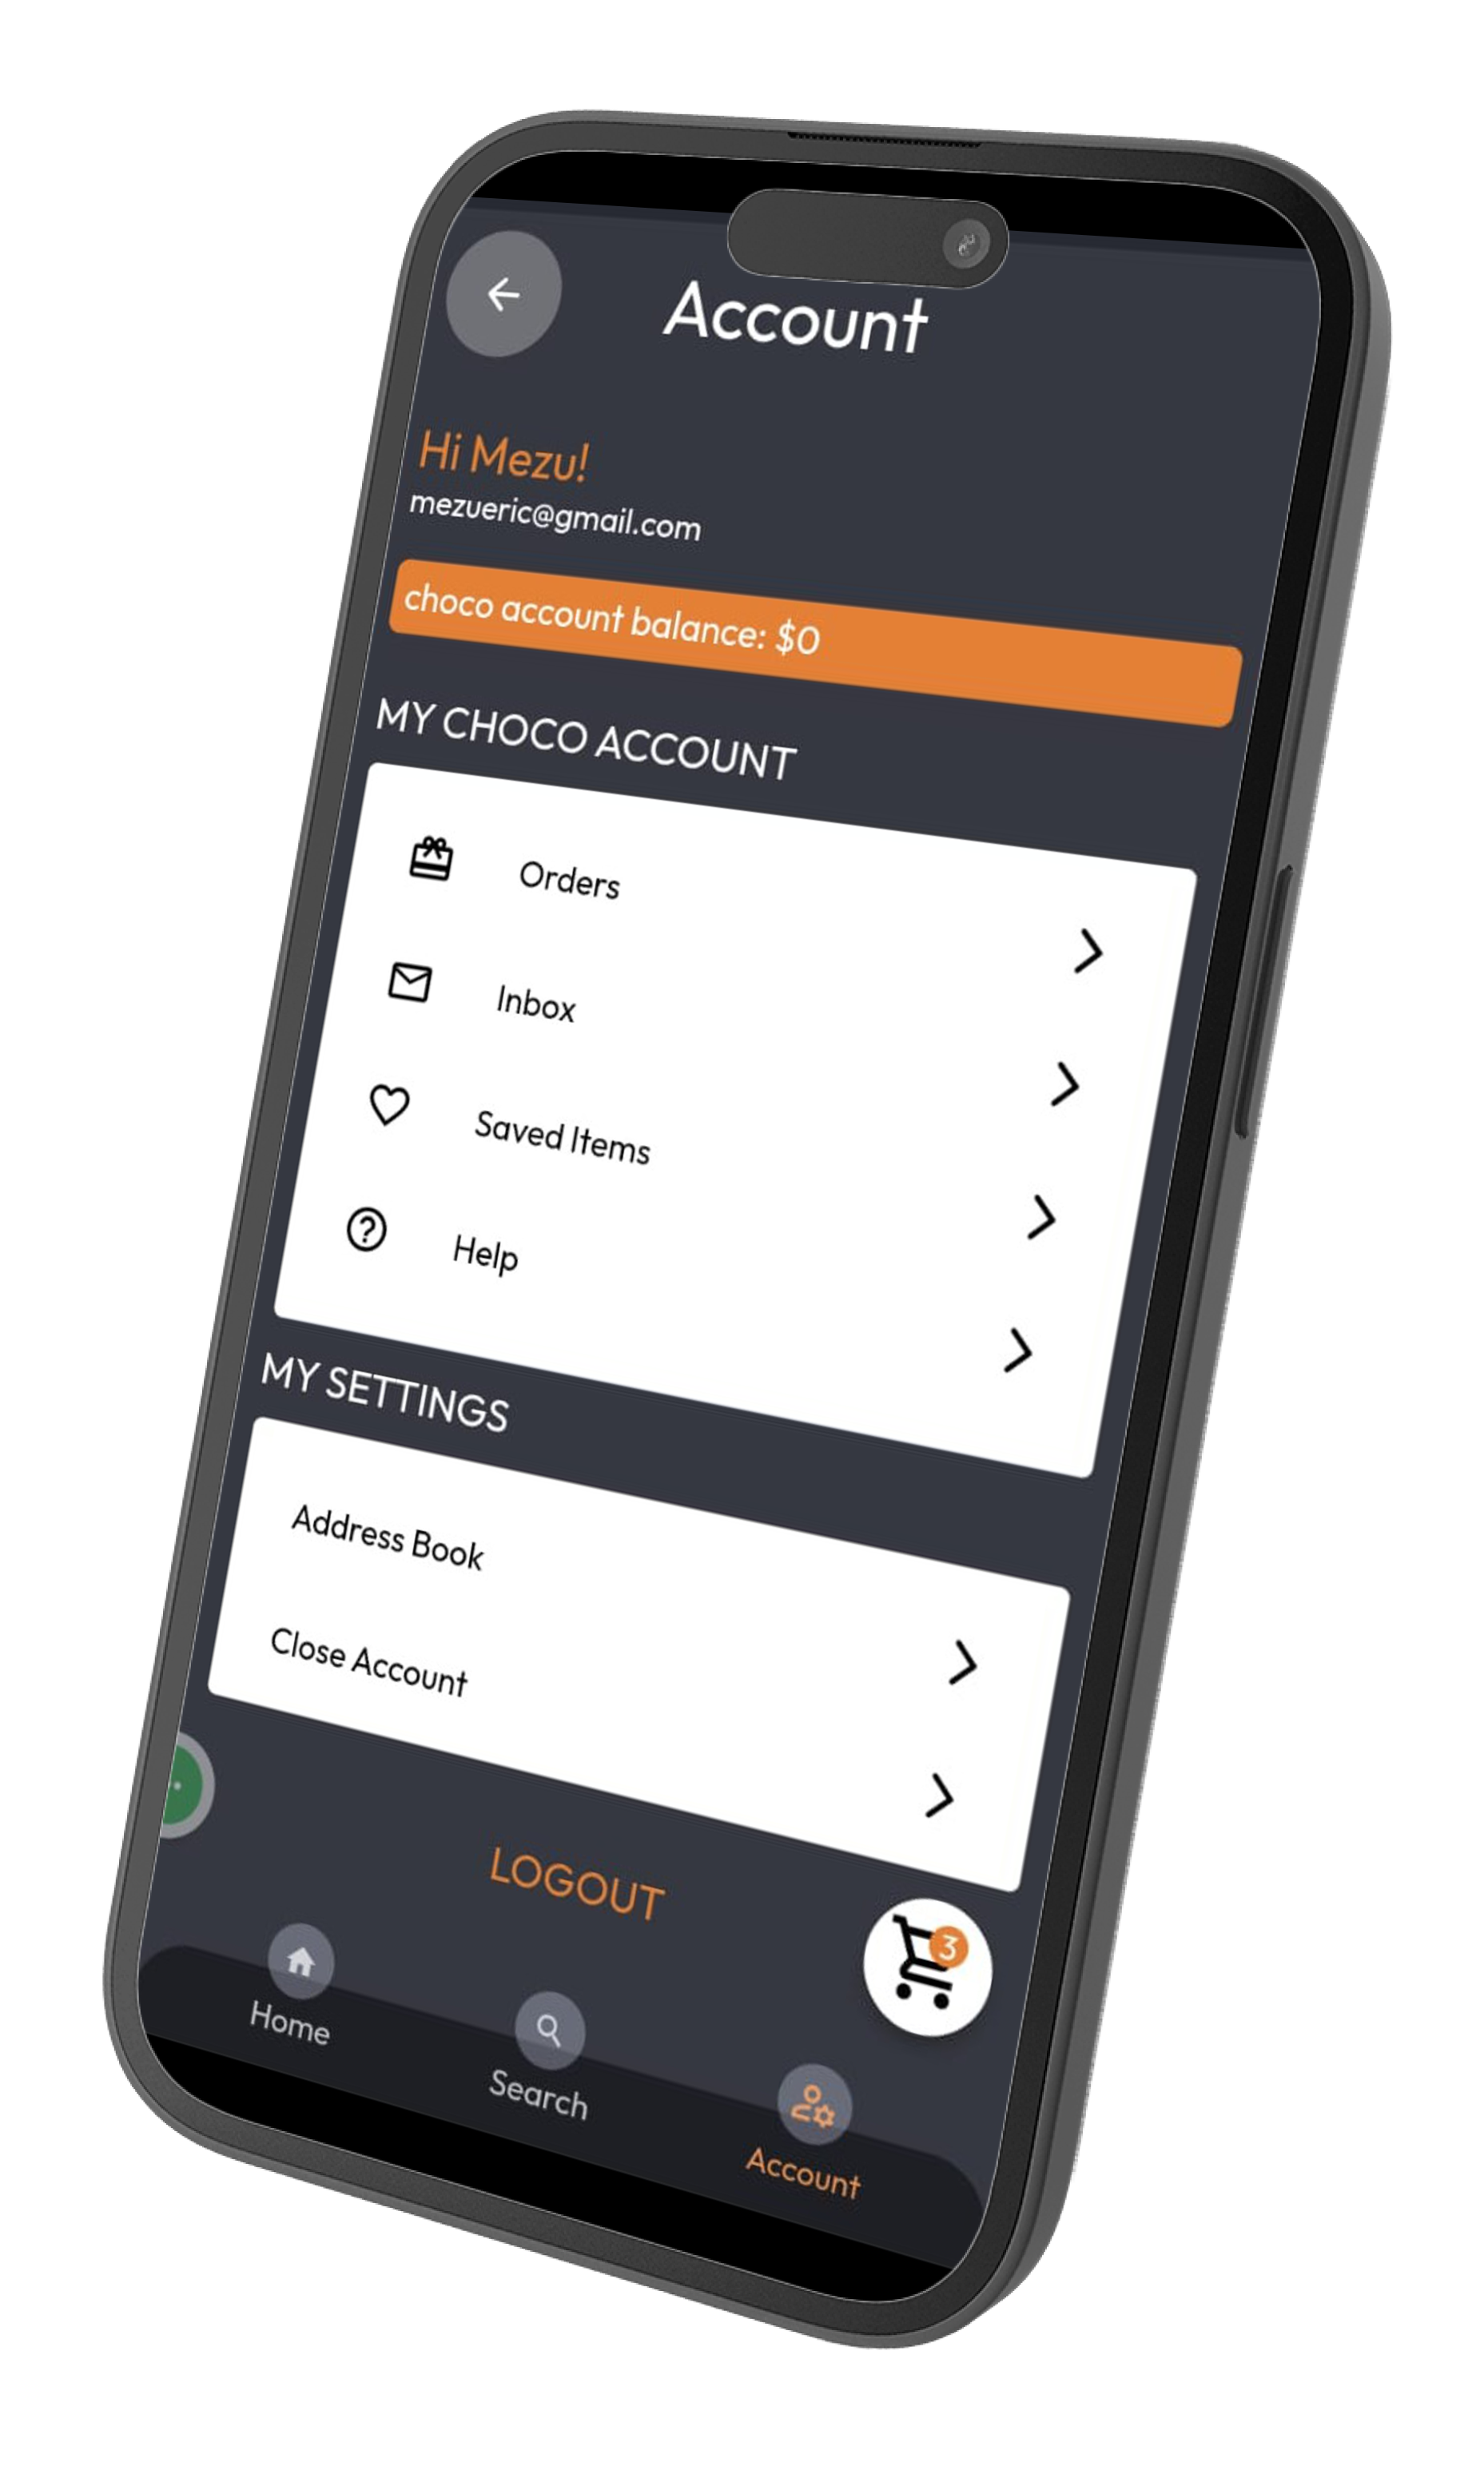 Account
Hi Mezu!
mezueric@gmail.com
choco account balance: $0
MY CHOCO ACCOUNT
Orders
Inbox
Saved Items
Help
MY SETTINGS
Address Book
Close Account
LOGOUT
3
Home
Search
Account